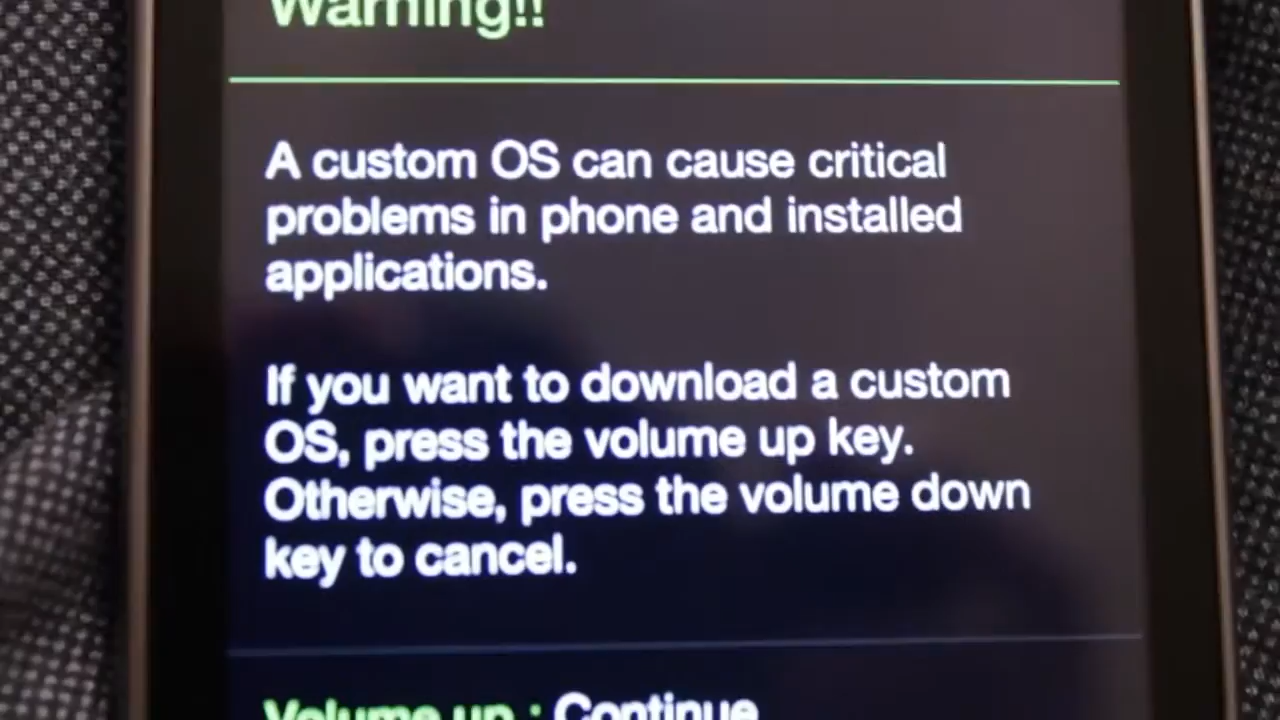 Warning!!
A custom OS can cause critical
problems in phone and installed
applications.
If you want to download a custom
OS, press the volume up key.
Otherwise, press the volume down
key to cancel.
Volume up : Continue